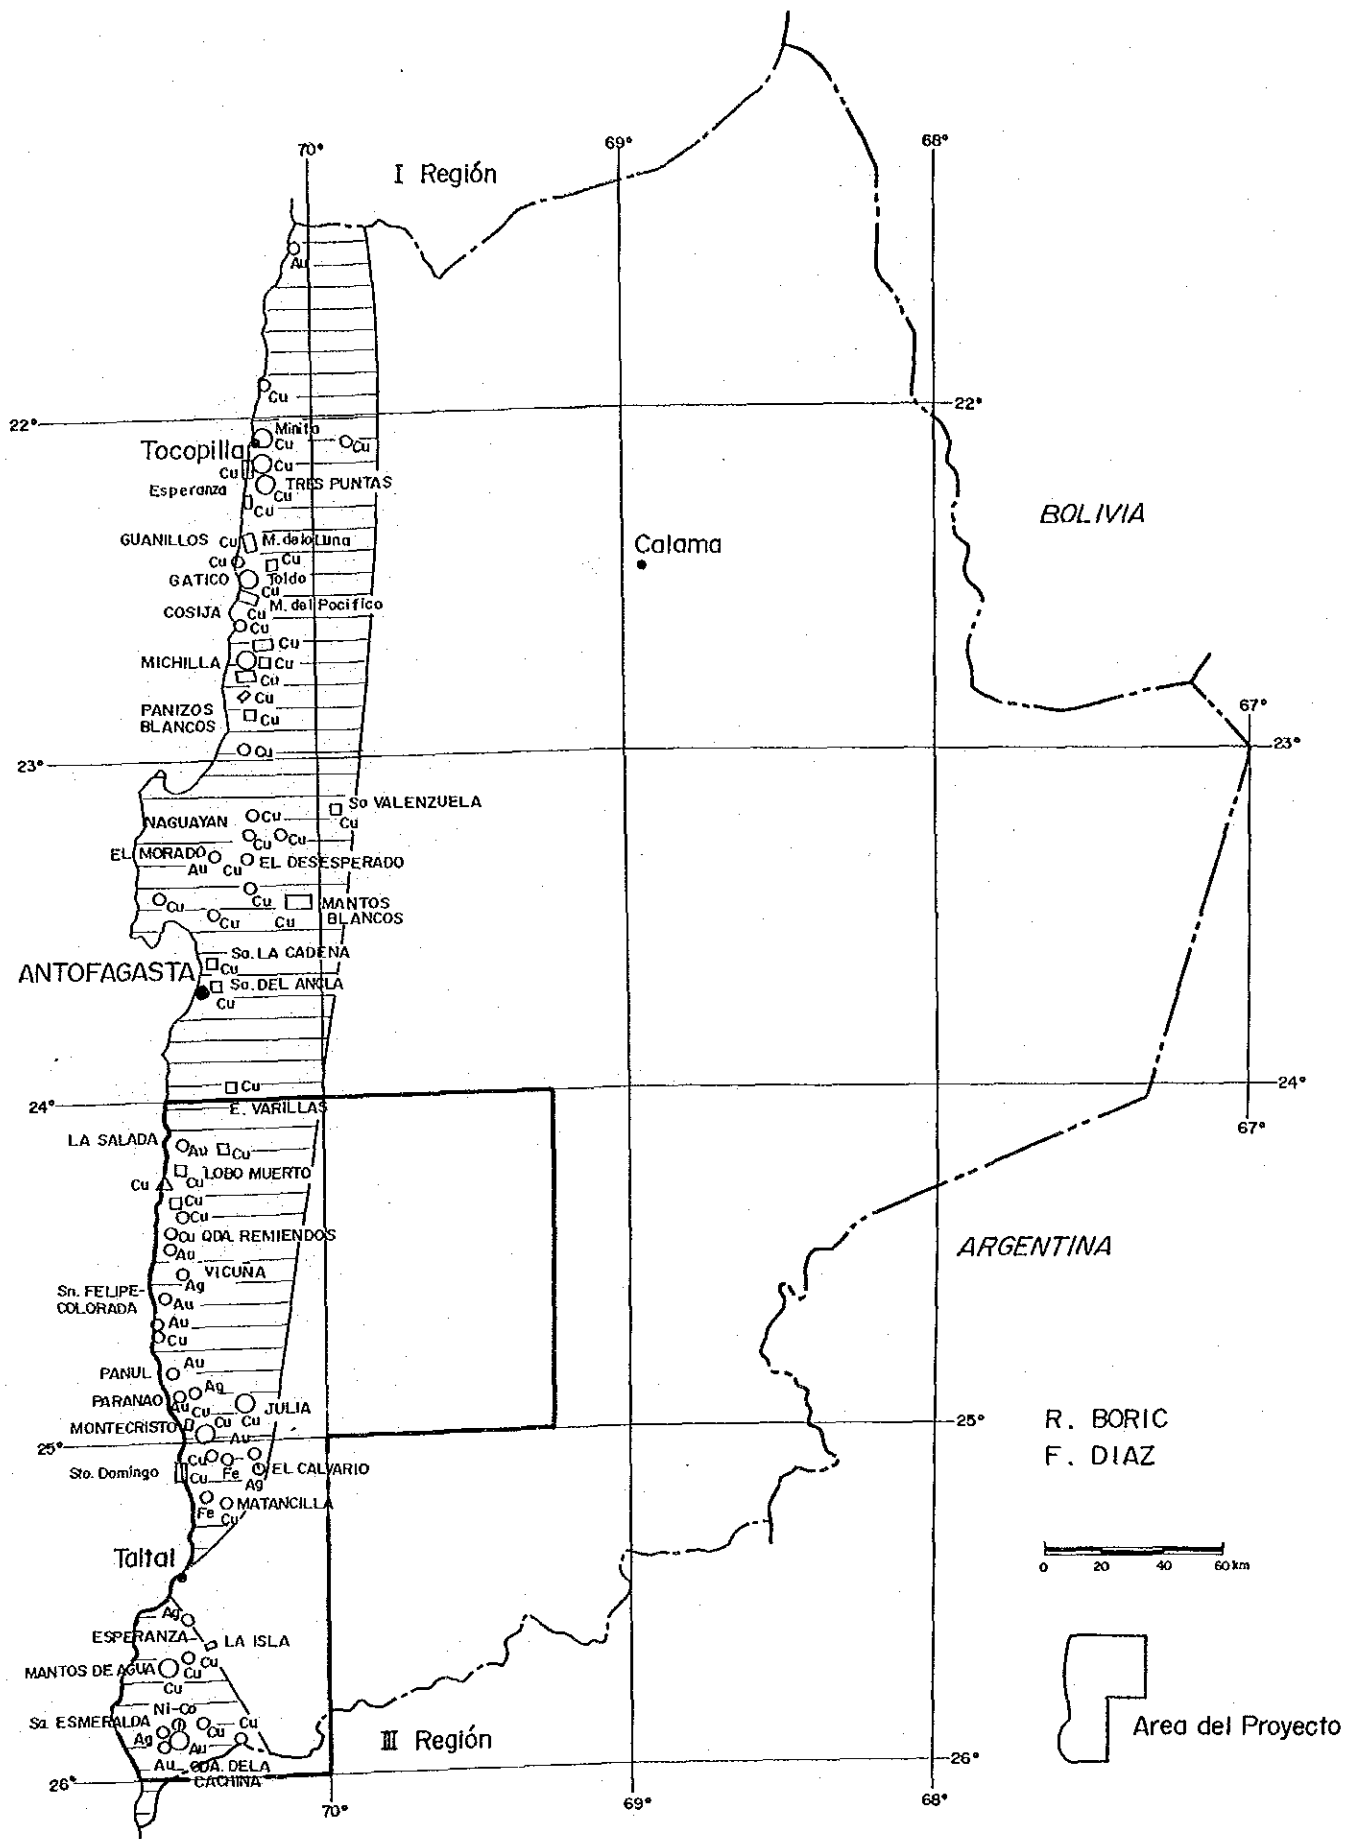 70°
I Región
69°
68°
Au
Cu
22°
22°
Minita
Cu
Cu
Tocopilla
Cu
Cu
Esperanza
TRES PUNTAS
Cu
Cu
BOLIVIA
GUANILLOS
Cu
M. de la Luna
Cu
Cu
Calama
GATICO
Toldo
Cu
M. del Pocifico
COSIJA
Cu
Cu
Cu
MICHILLA
Cu
Cu
Cu
PANIZOS
BLANCOS
Cu
67°
Cu
23°
23°
Sa VALENZUELA
Cu
NAGUAYAN
Cu
Cu
Cu
EL MORADO
Au
Cu
EL DESESPERADO
Cu
Cu
MANTOS
BLANCOS
Cu
Cu
Sa. LA CADENA
Cu
ANTOFAGASTA
Sa. DEL ANCLA
Cu
Cu
24°
24°
E. VARILLAS
67°
LA SALADA
Au
Cu
LOBO MUERTO
Cu
Cu
Cu
Cu
Cu
QDA. REMIENDOS
Au
ARGENTINA
VICUÑA
Ag
Sn. FELIPE-
COLORADA
Au
Au
Cu
Au
PANUL
Ag
PARANAO
Au
Cu
JULIA
Cu
Cu
MONTECRISTO
Au
25°
25°
R. BORIC
F. DIAZ
Cu
Fe
EL CALVARIO
Sto. Domingo
Cu
Ag
MATANCILLA
Fe
Cu
0 20 40 60 km
Taltal
Ag
ESPERANZA
LA ISLA
Cu
MANTOS DE AGUA
Cu
Cu
Ni-Co
Sa. ESMERALDA
Cu
Cu
Ag
Au
Au
QDA. DE LA
CACHINA
III Región
Area del Proyecto
26°
26°
70°
69°
68°